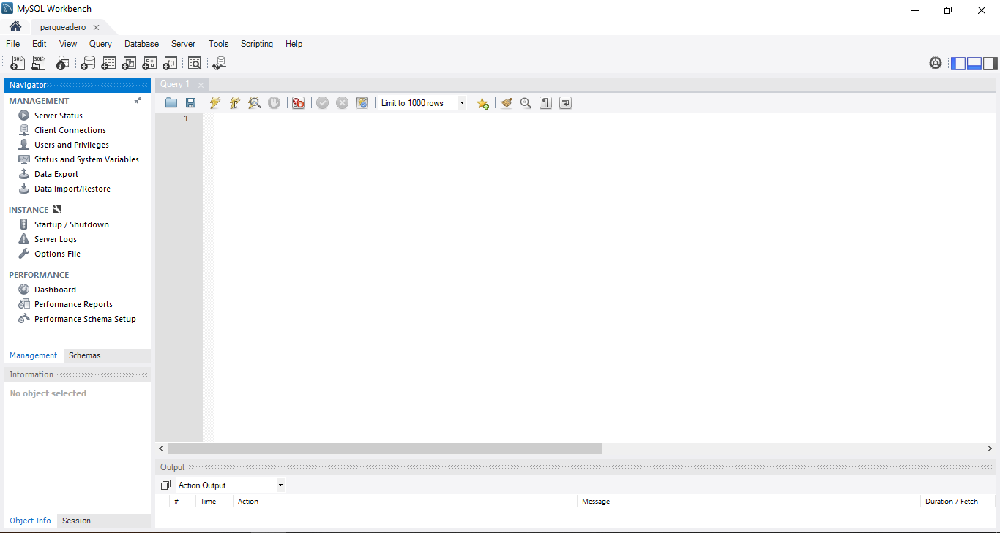 MySQL Workbench
parqueadero
File Edit View Query Database Server Tools Scripting Help
Navigator
MANAGEMENT
Server Status
Client Connections
Users and Privileges
Status and System Variables
Data Export
Data Import/Restore
INSTANCE
Startup / Shutdown
Server Logs
Options File
PERFORMANCE
Dashboard
Performance Reports
Performance Schema Setup
Management Schemas
Information
No object selected
Object Info Session
Query 1
Limit to 1000 rows
1
Output
Action Output
# Time Action Message Duration / Fetch